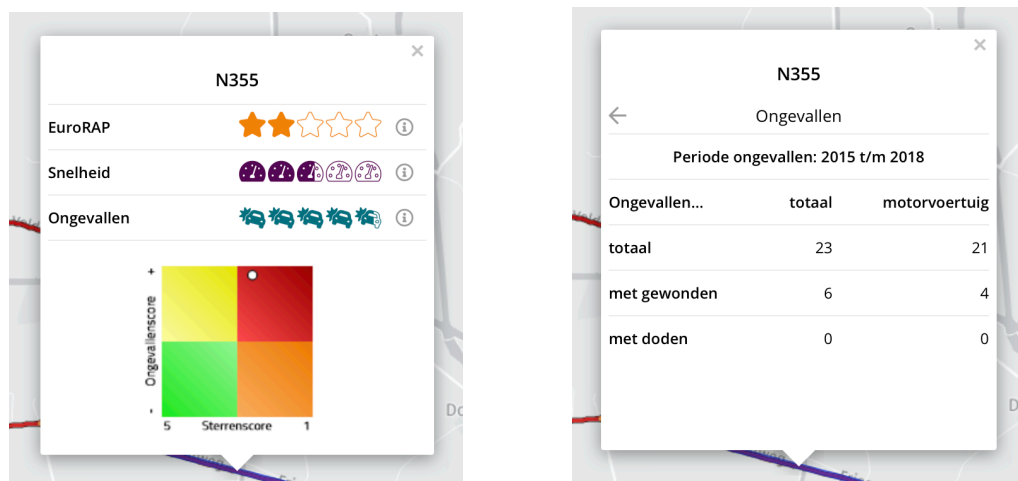 N355
EuroRAP
Snelheid
Ongevallen
+
Ongevallenscore
-
5 Sterrenscore 1
N355
Ongevallen
Periode ongevallen: 2015 t/m 2018
Ongevallen... totaal motorvoertuig
totaal 23 21
met gewonden 6 4
met doden 0 0